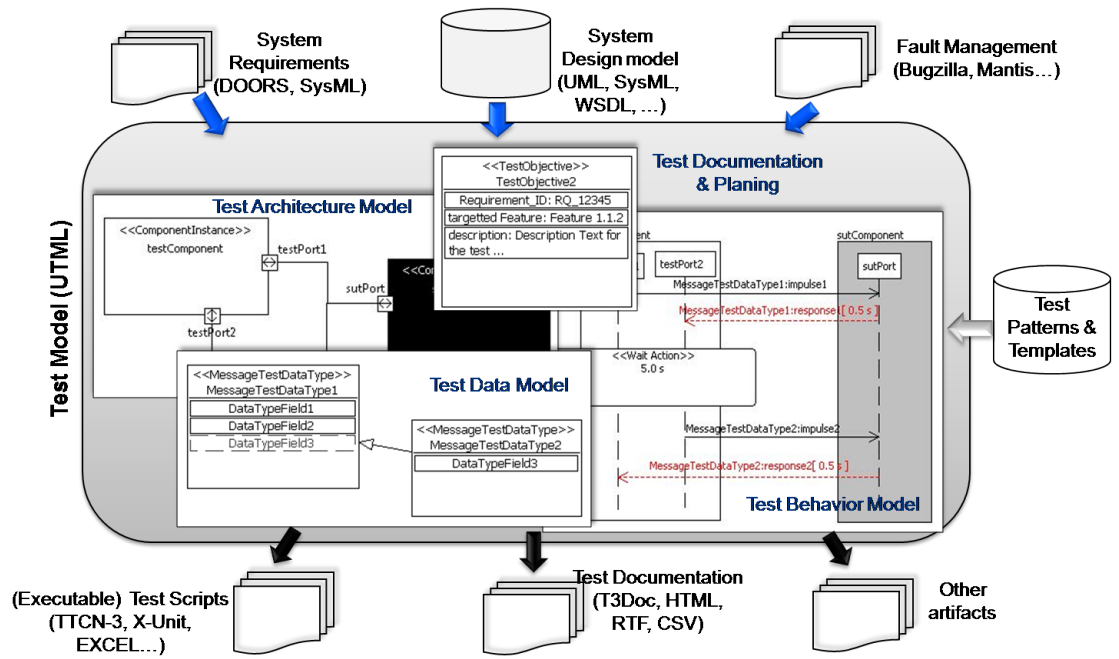 System
Requirements
(DOORS, SysML)
System
Design model
(UML, SysML,
WSDL, …)
Fault Management
(Bugzilla, Mantis…)
Test Model (UTML)
Test Documentation
& Planing
<<TestObjective>>
TestObjective2
Requirement_ID: RQ_12345
targetted Feature: Feature 1.1.2
description: Description Text for
the test ...
Test Architecture Model
<<ComponentInstance>>
testComponent
testPort1
sutPort
testPort2
<<Co
sutComponent
testPort2
sutPort
MessageTestDataType1:impulse1
MessageTestDataType1:response1[ 0.5 s ]
<<Wait Action>>
5.0 s
MessageTestDataType2:impulse2
MessageTestDataType2:response2[ 0.5 s ]
Test Behavior Model
Test
Patterns &
Templates
Test Data Model
<<MessageTestDataType>>
MessageTestDataType1
DataTypeField1
DataTypeField2
DataTypeField3
<<MessageTestDataType>>
MessageTestDataType2
DataTypeField3
(Executable) Test Scripts
(TTCN-3, X-Unit,
EXCEL…)
Test Documentation
(T3Doc, HTML,
RTF, CSV)
Other
artifacts